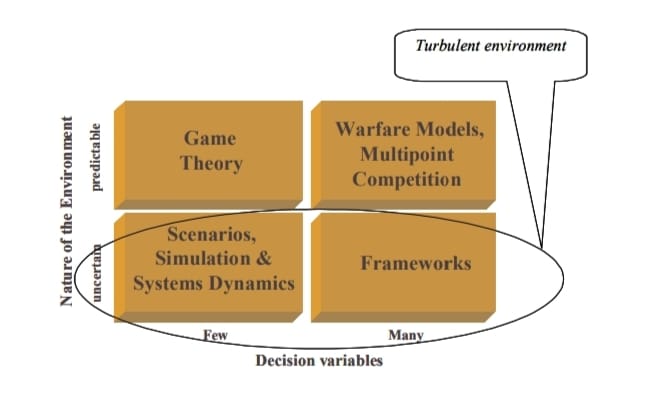 Turbulent environment
Nature of the Environment
predictable
uncertain
Game
Theory
Warfare Models,
Multipoint
Competition
Scenarios,
Simulation &
Systems Dynamics
Frameworks
Few
Many
Decision variables